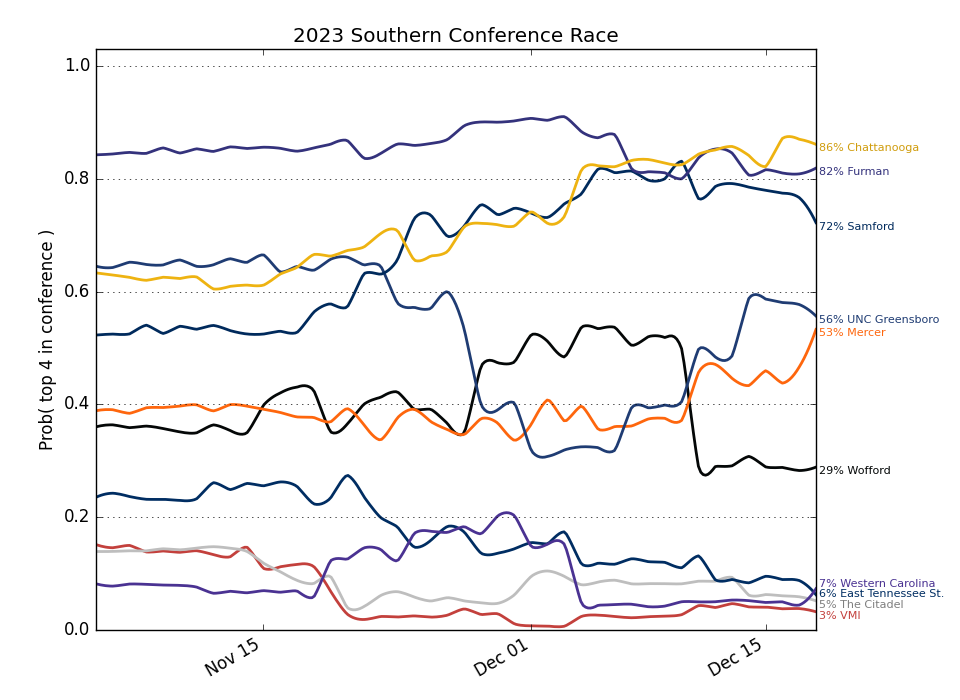 2023 Southern Conference Race
1.0
0.8
0.6
0.4
0.2
0.0
Prob( top 4 in conference )
Nov 15
Dec 01
Dec 15
86% Chattanooga
82% Furman
72% Samford
56% UNC Greensboro
53% Mercer
29% Wofford
7% Western Carolina
6% East Tennessee St.
5% The Citadel
3% VMI